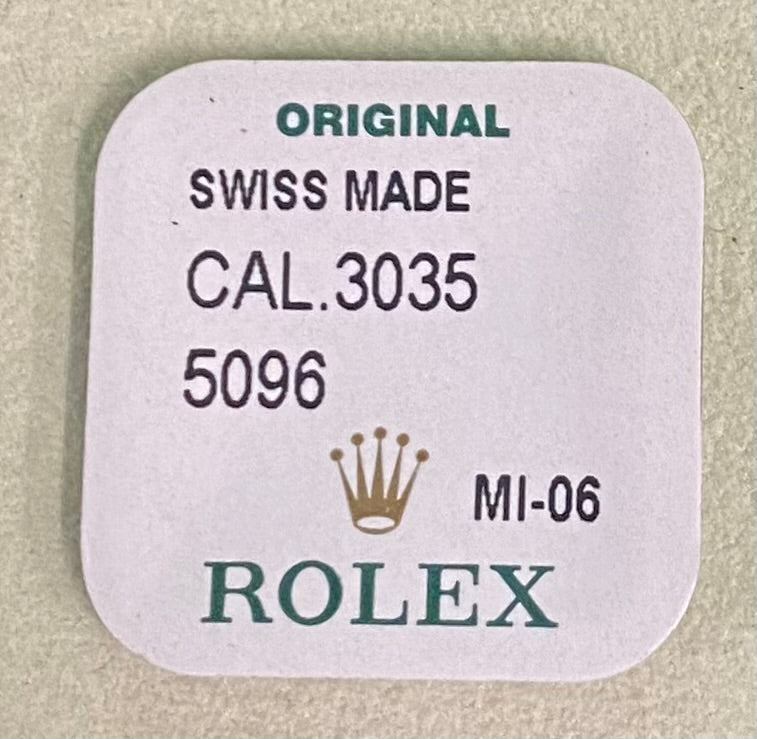 ORIGINAL
SWISS MADE
CAL.3035
5096
MI-06
ROLEX